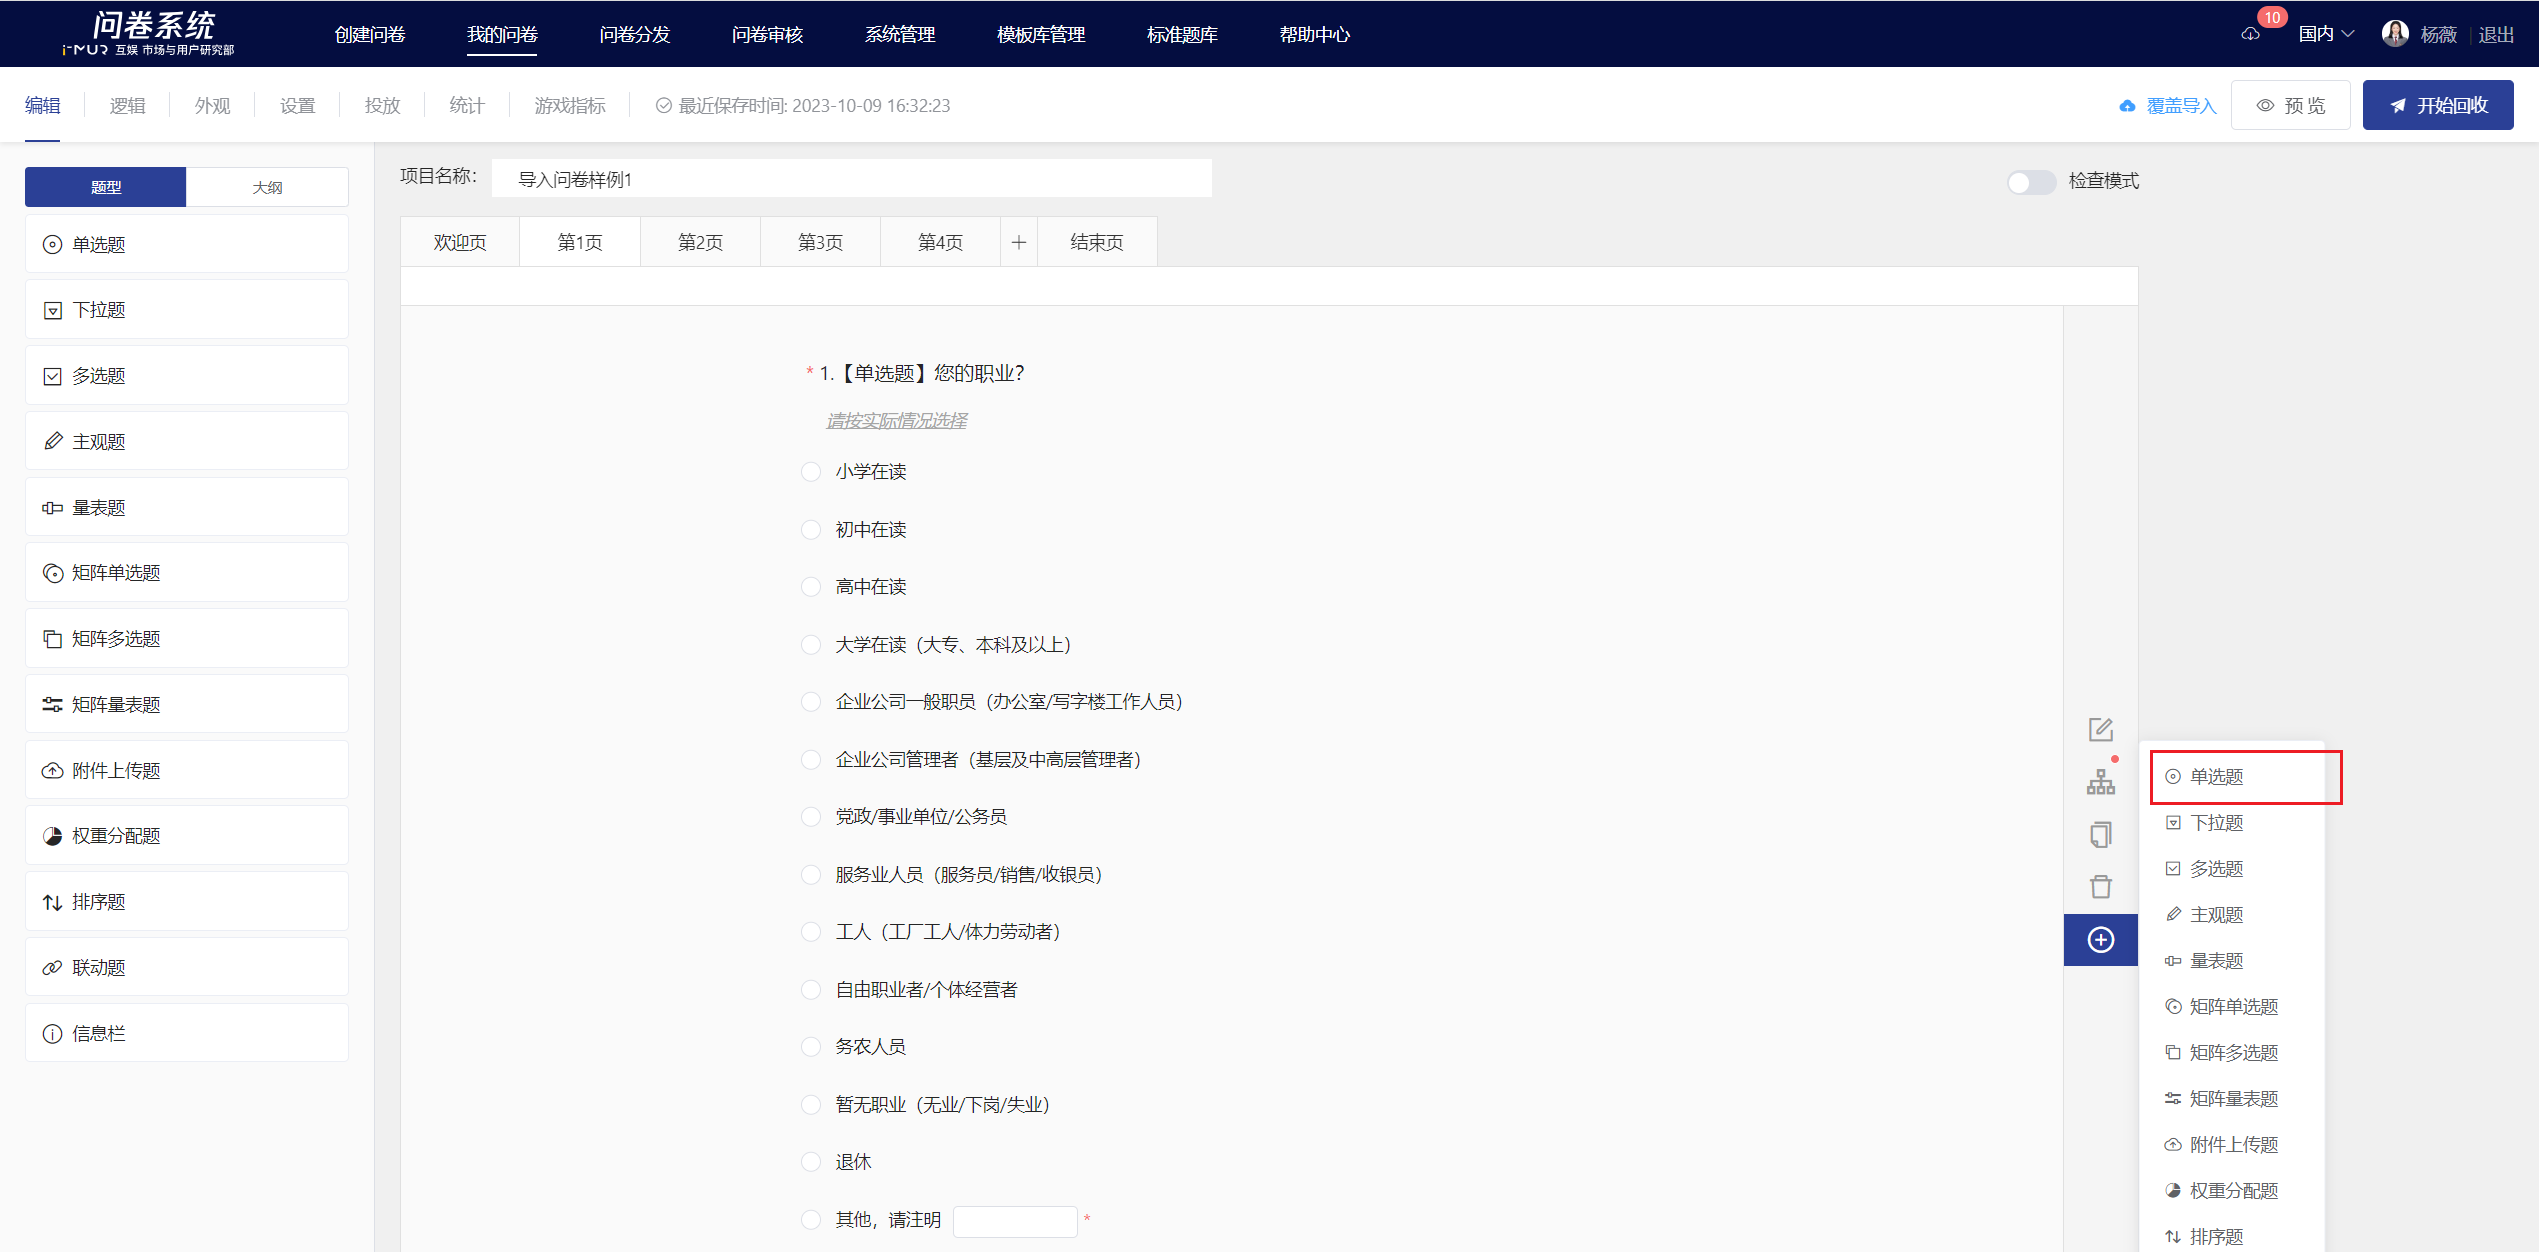 问卷系统
i-MUR 互娱 市场与用户研究部
创建问卷
我的问卷
问卷分发
问卷审核
系统管理
模板库管理
标准题库
帮助中心
10
国内
杨薇
退出
编辑
逻辑
外观
设置
投放
统计
游戏指标
最近保存时间: 2023-10-09 16:32:23
覆盖导入
预 览
开始回收
题型
大纲
单选题
下拉题
多选题
主观题
量表题
矩阵单选题
矩阵多选题
矩阵量表题
附件上传题
权重分配题
排序题
联动题
信息栏
项目名称:
导入问卷样例1
检查模式
欢迎页
第1页
第2页
第3页
第4页
+
结束页
* 1.【单选题】您的职业?
请按实际情况选择
小学在读
初中在读
高中在读
大学在读（大专、本科及以上）
企业公司一般职员（办公室/写字楼工作人员）
企业公司管理者（基层及中高层管理者）
党政/事业单位/公务员
服务业人员（服务员/销售/收银员）
工人（工厂工人/体力劳动者）
自由职业者/个体经营者
务农人员
暂无职业（无业/下岗/失业）
退休
其他，请注明 *
单选题
下拉题
多选题
主观题
量表题
矩阵单选题
矩阵多选题
矩阵量表题
附件上传题
权重分配题
排序题